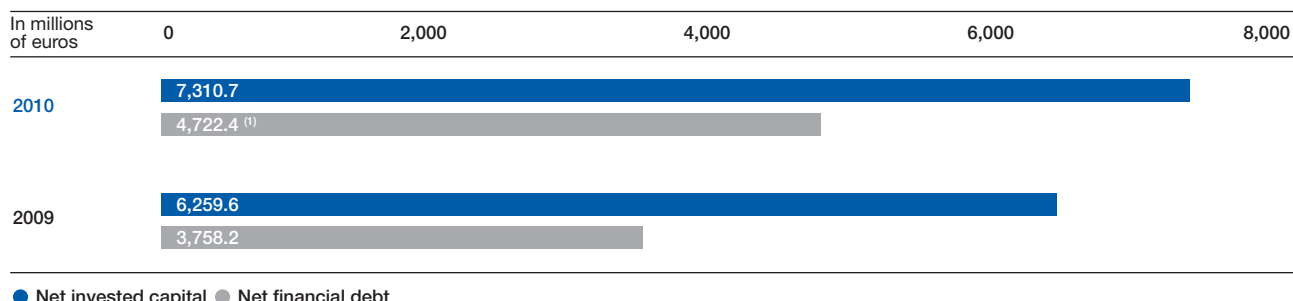 In millions
of euros
0 2,000 4,000 6,000 8,000
2010
7,310.7
4,722.4 (1)
2009
6,259.6
3,758.2
Net invested capital Net financial debt